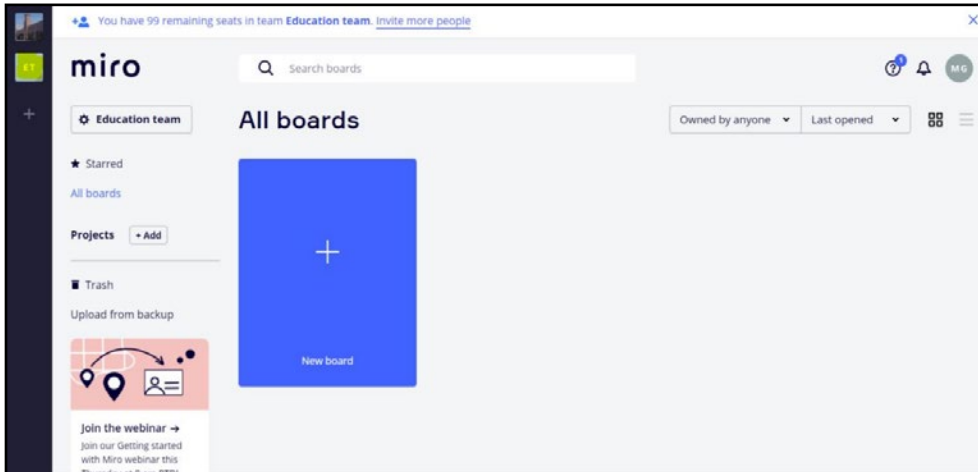 You have 99 remaining seats in team Education team. Invite more people
ET
miro
Search boards
1
MG
Education team
All boards
Owned by anyone
Last opened
Starred
All boards
Projects
+ Add
Trash
Upload from backup
New board
Join the webinar →
Join our Getting started
with Miro webinar this